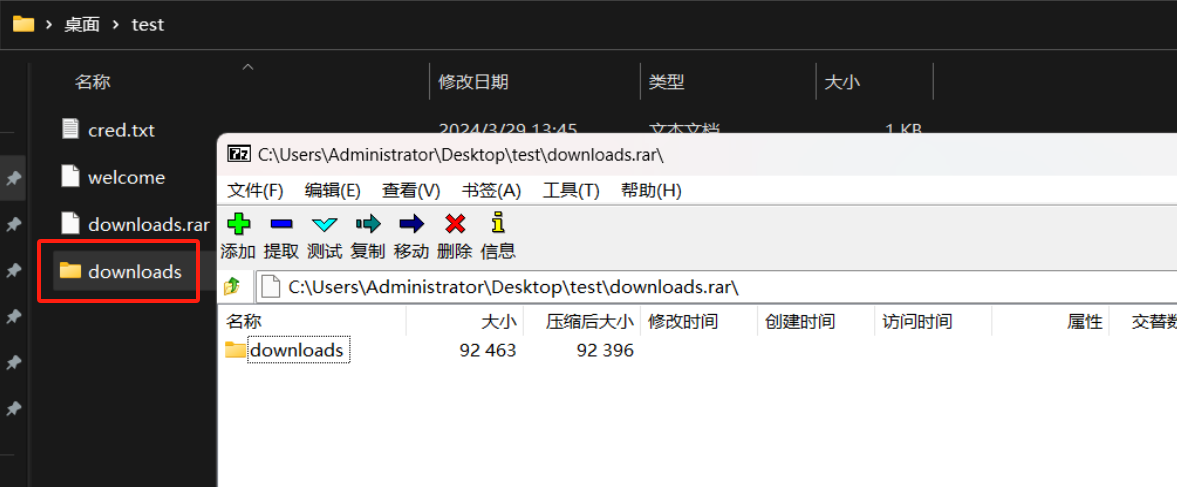 桌面 > test
名称 修改日期 类型 大小
cred.txt 2024/3/29 13:45 文本文档 1 KB
welcome
downloads.rar
downloads
C:\Users\Administrator\Desktop\test\downloads.rar\
文件(F) 编辑(E) 查看(V) 书签(A) 工具(T) 帮助(H)
添加 提取 测试 复制 移动 删除 信息
C:\Users\Administrator\Desktop\test\downloads.rar\
名称 大小 压缩后大小 修改时间 创建时间 访问时间 属性 交替数
downloads 92 463 92 396